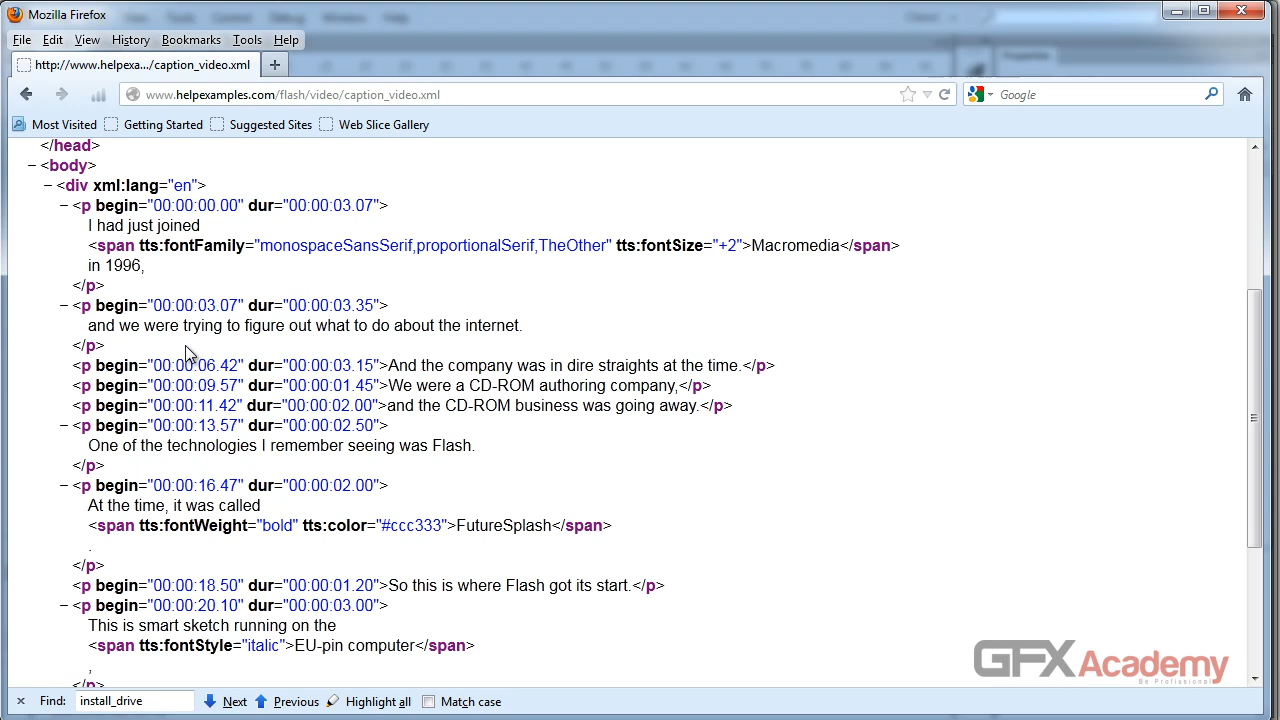 Mozilla Firefox
File Edit View History Bookmarks Tools Help
http://www.helpexa.../caption_video.xml
www.helpexamples.com/flash/video/caption_video.xml
Google
Most Visited Getting Started Suggested Sites Web Slice Gallery
</head>
− <body>
− <div xml:lang="en">
− <p begin="00:00:00.00" dur="00:00:03.07">
I had just joined
<span tts:fontFamily="monospaceSansSerif,proportionalSerif,TheOther" tts:fontSize="+2">Macromedia</span>
in 1996,
</p>
− <p begin="00:00:03.07" dur="00:00:03.35">
and we were trying to figure out what to do about the internet.
</p>
<p begin="00:00:06.42" dur="00:00:03.15">And the company was in dire straights at the time.</p>
<p begin="00:00:09.57" dur="00:00:01.45">We were a CD-ROM authoring company,</p>
<p begin="00:00:11.42" dur="00:00:02.00">and the CD-ROM business was going away.</p>
− <p begin="00:00:13.57" dur="00:00:02.50">
One of the technologies I remember seeing was Flash.
</p>
− <p begin="00:00:16.47" dur="00:00:02.00">
At the time, it was called
<span tts:fontWeight="bold" tts:color="#ccc333">FutureSplash</span>
.
</p>
<p begin="00:00:18.50" dur="00:00:01.20">So this is where Flash got its start.</p>
− <p begin="00:00:20.10" dur="00:00:03.00">
This is smart sketch running on the
<span tts:fontStyle="italic">EU-pin computer</span>
,
</p>
GFXAcademy
Be Professional
Find: install_drive Next Previous Highlight all Match case